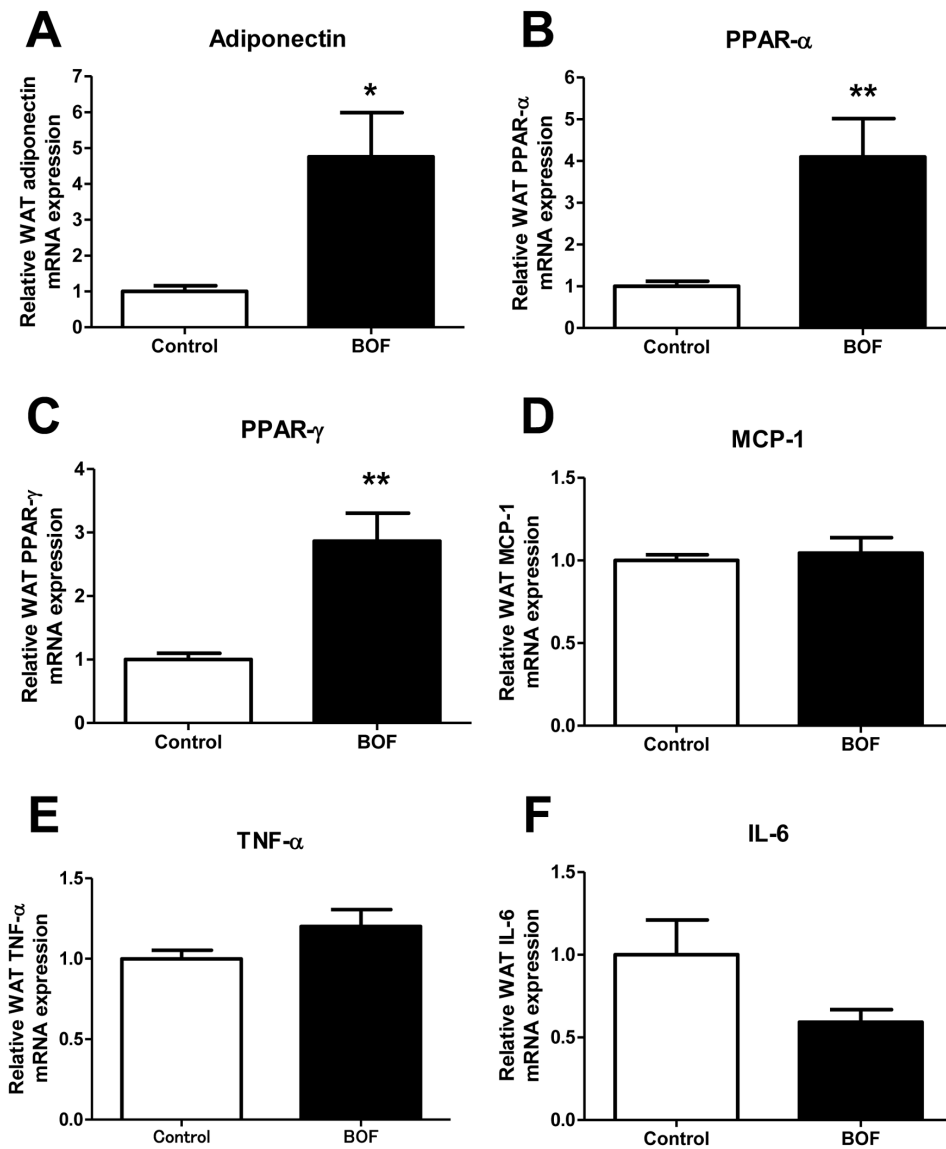 A
Adiponectin
Relative WAT adiponectin
mRNA expression
7
6
5
4
3
2
1
0
*
Control
BOF
B
PPAR-α
Relative WAT PPAR-α
mRNA expression
6
5
4
3
2
1
0
**
Control
BOF
C
PPAR-γ
Relative WAT PPAR-γ
mRNA expression
4
3
2
1
0
**
Control
BOF
D
MCP-1
Relative WAT MCP-1
mRNA expression
1.5
1.0
0.5
0.0
Control
BOF
E
TNF-α
Relative WAT TNF-α
mRNA expression
1.5
1.0
0.5
0.0
Control
BOF
F
IL-6
Relative WAT IL-6
mRNA expression
1.5
1.0
0.5
0.0
Control
BOF